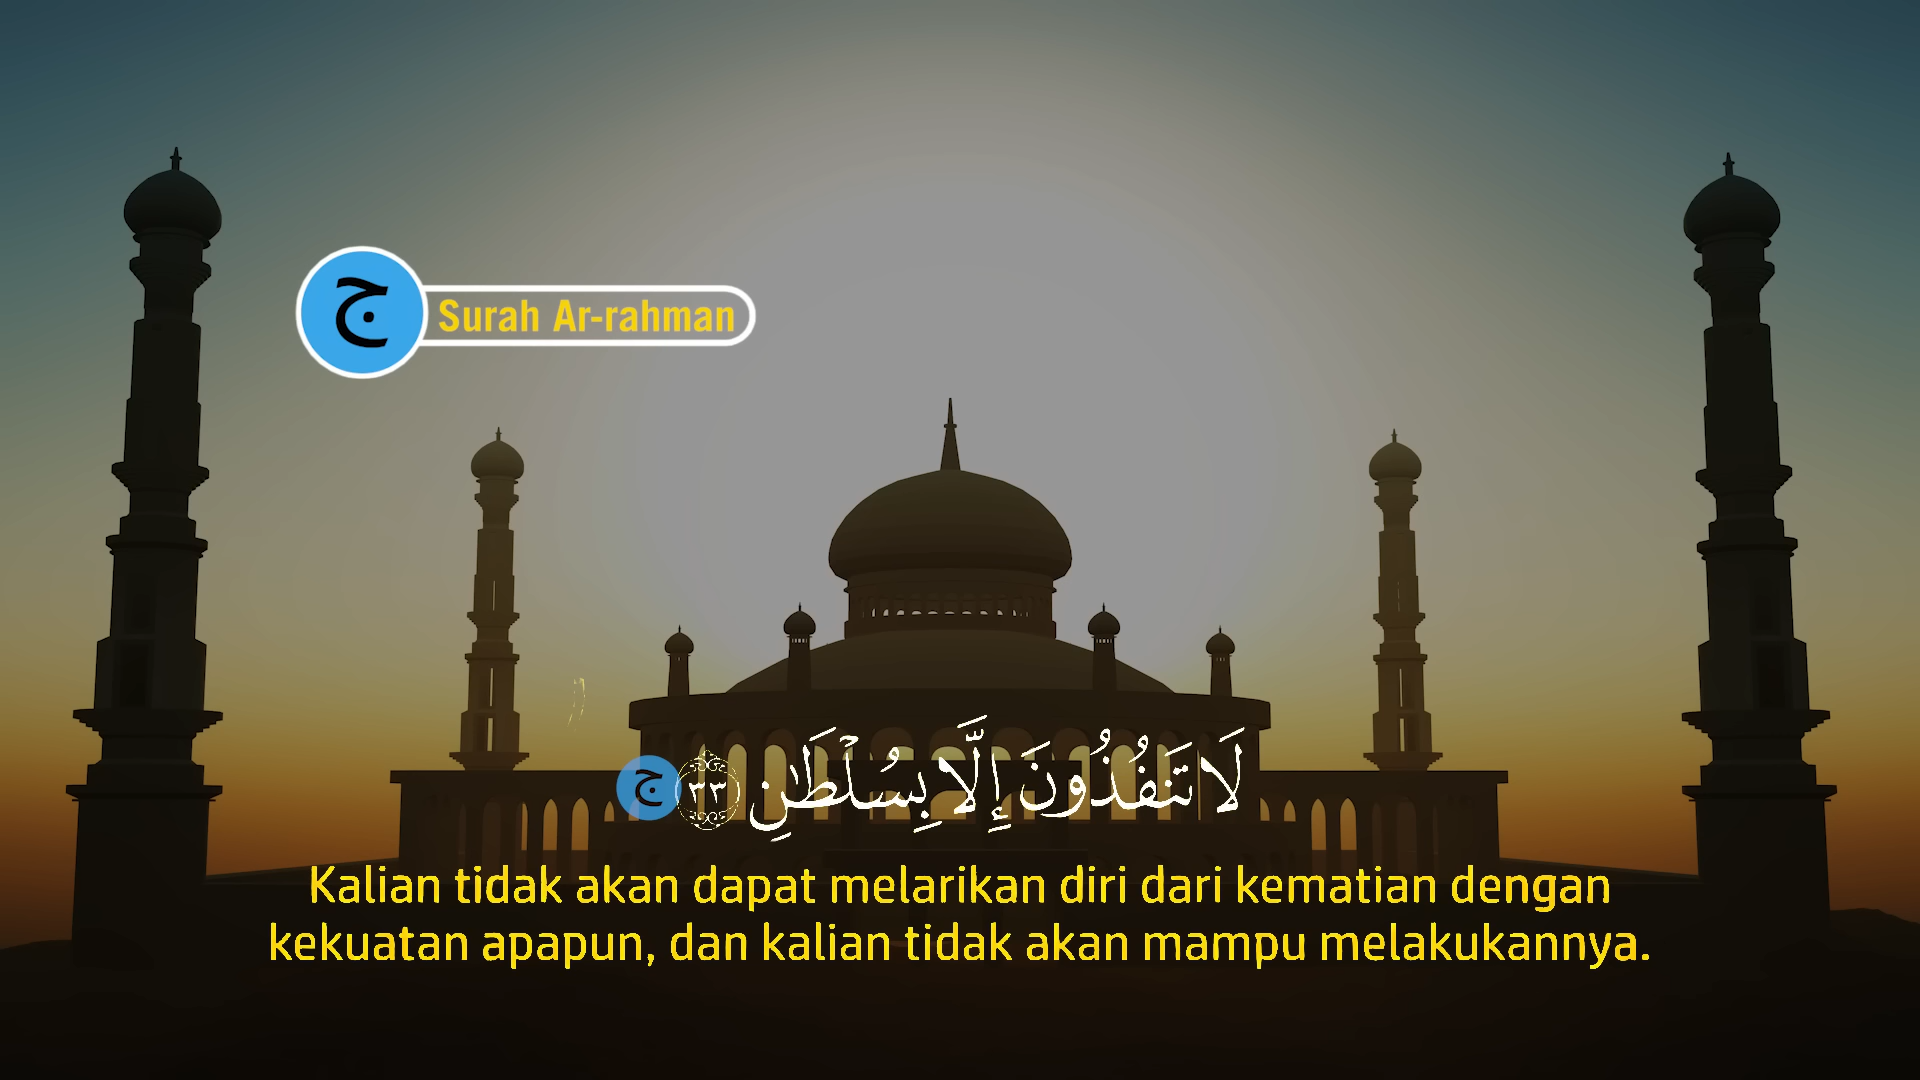 ج
Surah Ar-rahman
لَا تَنفُذُونَ إِلَّا بِسُلْطَٰنٍ ٣٣ ج
Kalian tidak akan dapat melarikan diri dari kematian dengan
kekuatan apapun, dan kalian tidak akan mampu melakukannya.